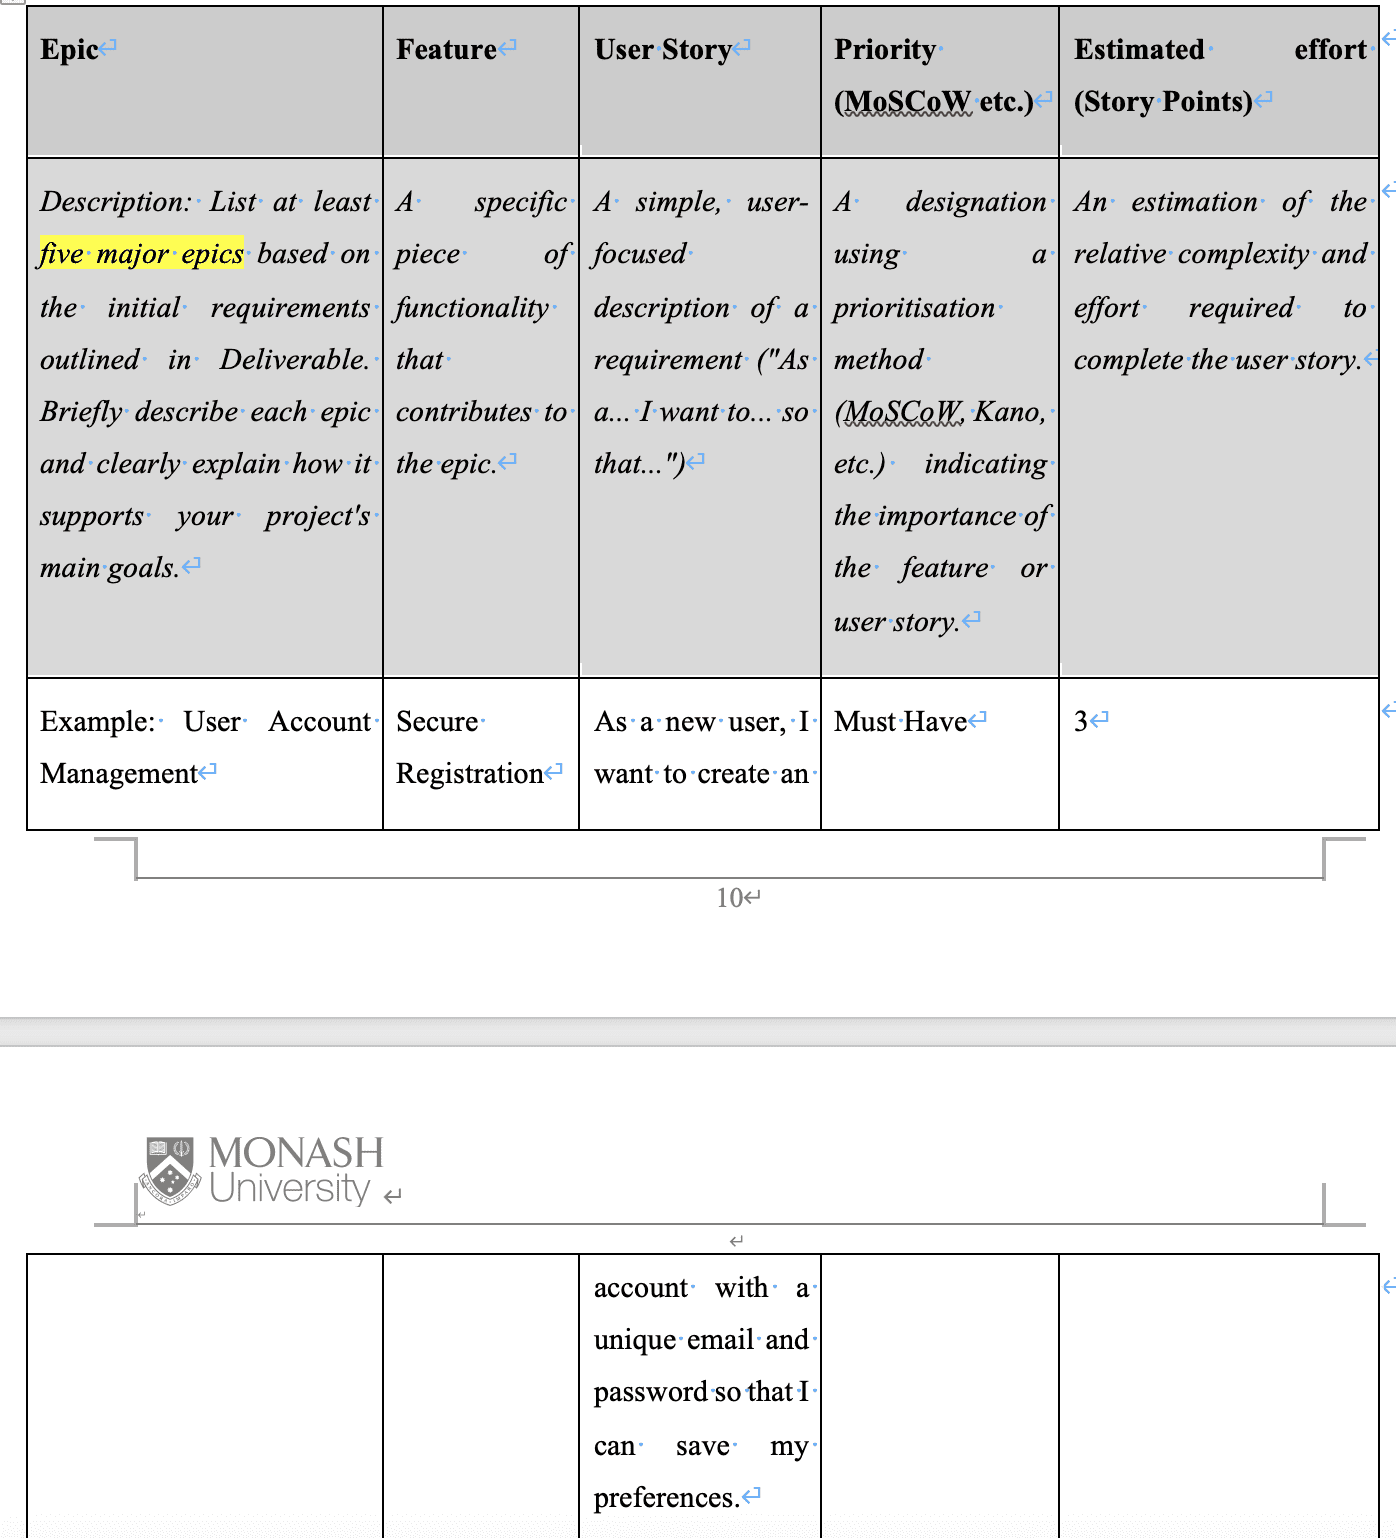 Epic
Feature
User Story
Priority
(MoSCoW etc.)
Estimated effort
(Story Points)
Description: List at least
five major epics based on
the initial requirements
outlined in Deliverable.
Briefly describe each epic
and clearly explain how it
supports your project's
main goals.
A specific
piece of
functionality
that
contributes to
the epic.
A simple, user-
focused
description of a
requirement ("As
a... I want to... so
that...")
A designation
using a
prioritisation
method
(MoSCoW, Kano,
etc.) indicating
the importance of
the feature or
user story.
An estimation of the
relative complexity and
effort required to
complete the user story.
Example: User Account
Management
Secure
Registration
As a new user, I
want to create an
Must Have
3
10
MONASH
University
account with a
unique email and
password so that I
can save my
preferences.